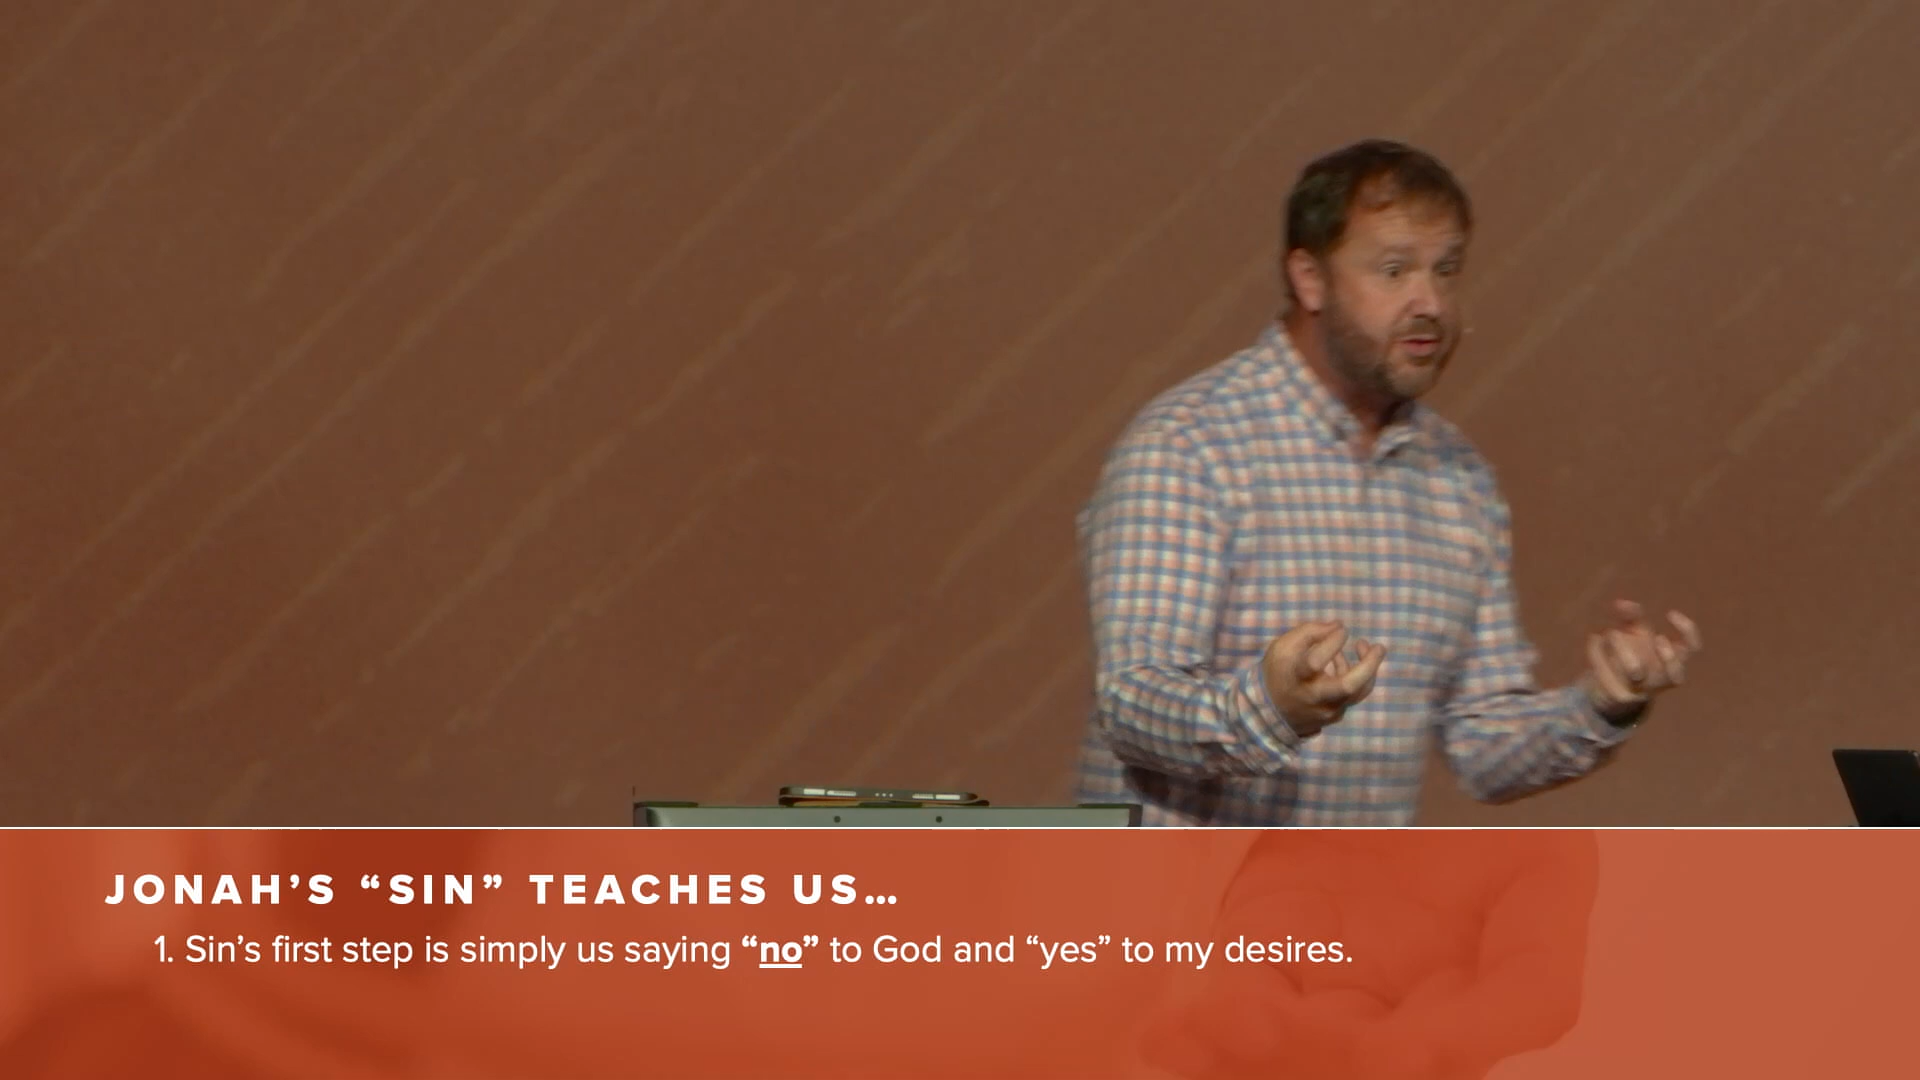 JONAH’S “SIN” TEACHES US…
1. Sin’s first step is simply us saying “no” to God and “yes” to my desires.